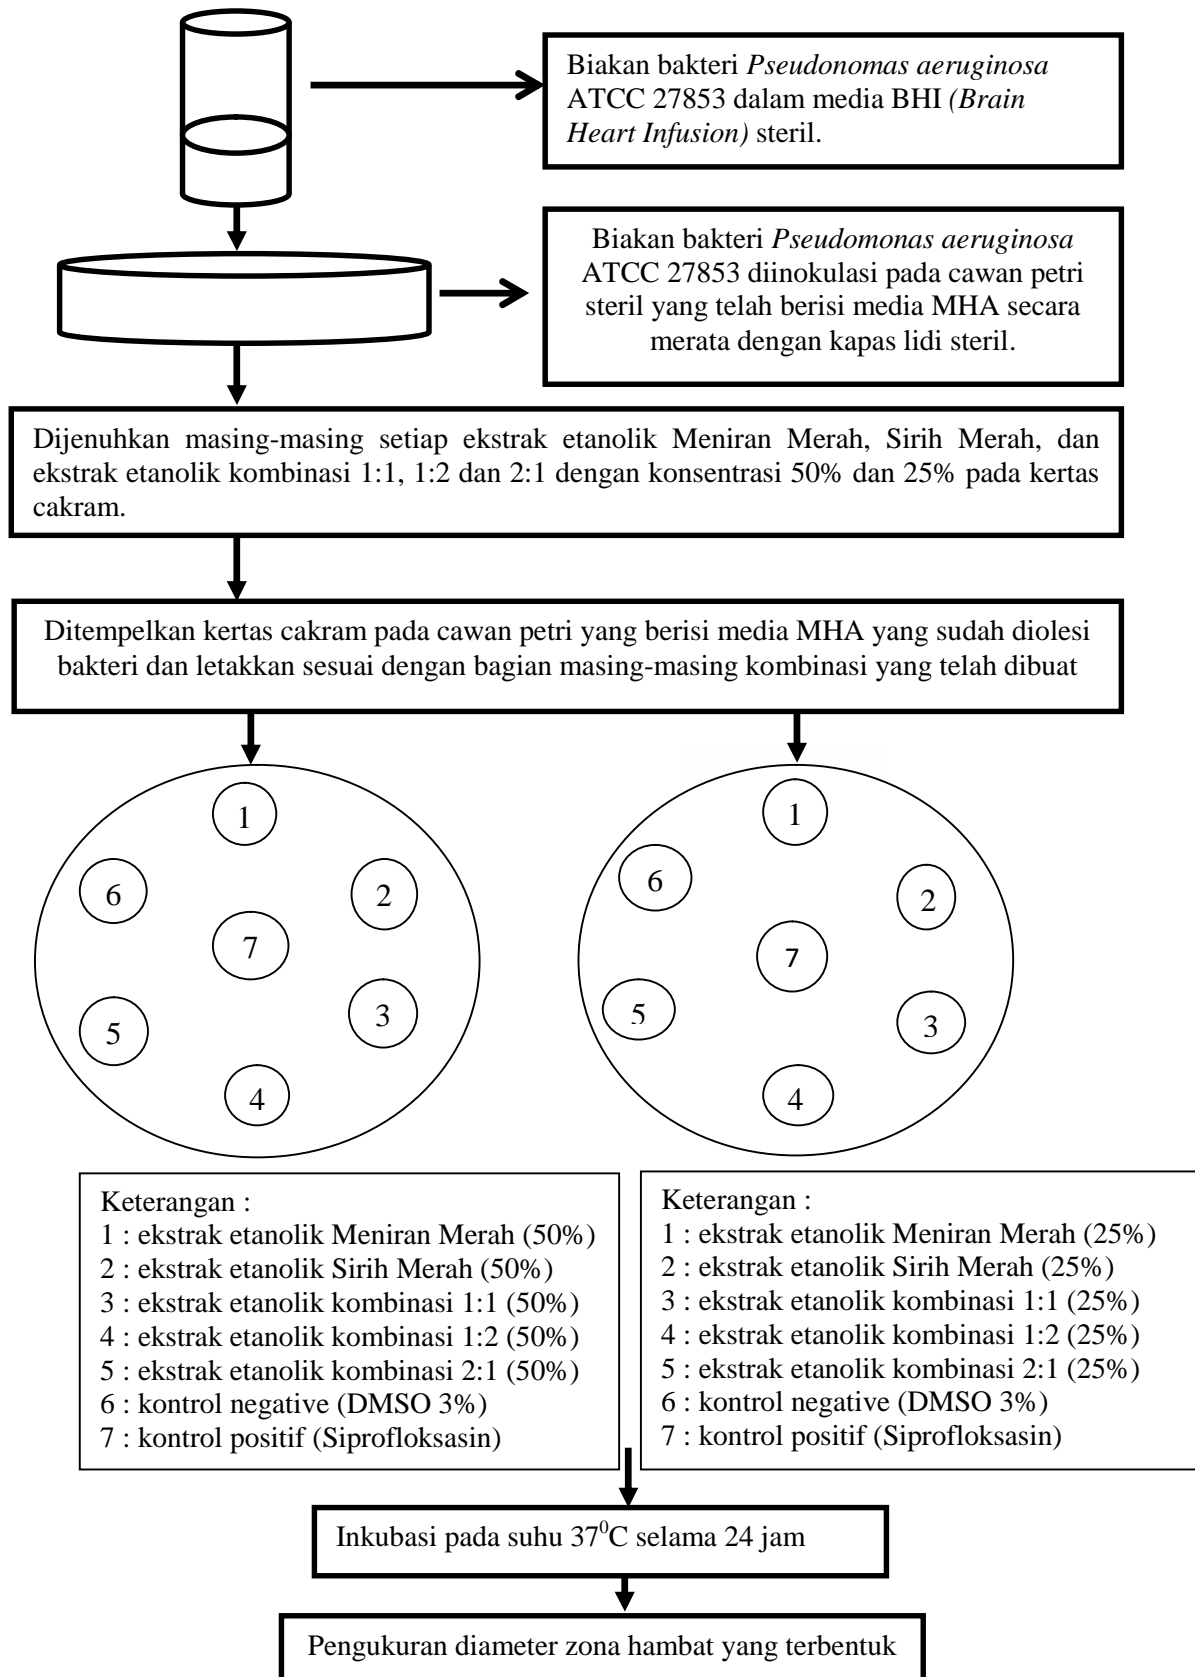 Biakan bakteri Pseudonomas aeruginosa
ATCC 27853 dalam media BHI (Brain
Heart Infusion) steril.
Biakan bakteri Pseudomonas aeruginosa
ATCC 27853 diinokulasi pada cawan petri
steril yang telah berisi media MHA secara
merata dengan kapas lidi steril.
Dijenuhkan masing-masing setiap ekstrak etanolik Meniran Merah, Sirih Merah, dan
ekstrak etanolik kombinasi 1:1, 1:2 dan 2:1 dengan konsentrasi 50% dan 25% pada kertas
cakram.
Ditempelkan kertas cakram pada cawan petri yang berisi media MHA yang sudah diolesi
bakteri dan letakkan sesuai dengan bagian masing-masing kombinasi yang telah dibuat
1
6
2
7
3
5
4
1
6
2
7
5
3
4
Keterangan :
1 : ekstrak etanolik Meniran Merah (50%)
2 : ekstrak etanolik Sirih Merah (50%)
3 : ekstrak etanolik kombinasi 1:1 (50%)
4 : ekstrak etanolik kombinasi 1:2 (50%)
5 : ekstrak etanolik kombinasi 2:1 (50%)
6 : kontrol negative (DMSO 3%)
7 : kontrol positif (Siprofloksasin)
Keterangan :
1 : ekstrak etanolik Meniran Merah (25%)
2 : ekstrak etanolik Sirih Merah (25%)
3 : ekstrak etanolik kombinasi 1:1 (25%)
4 : ekstrak etanolik kombinasi 1:2 (25%)
5 : ekstrak etanolik kombinasi 2:1 (25%)
6 : kontrol negative (DMSO 3%)
7 : kontrol positif (Siprofloksasin)
Inkubasi pada suhu 37⁰C selama 24 jam
Pengukuran diameter zona hambat yang terbentuk